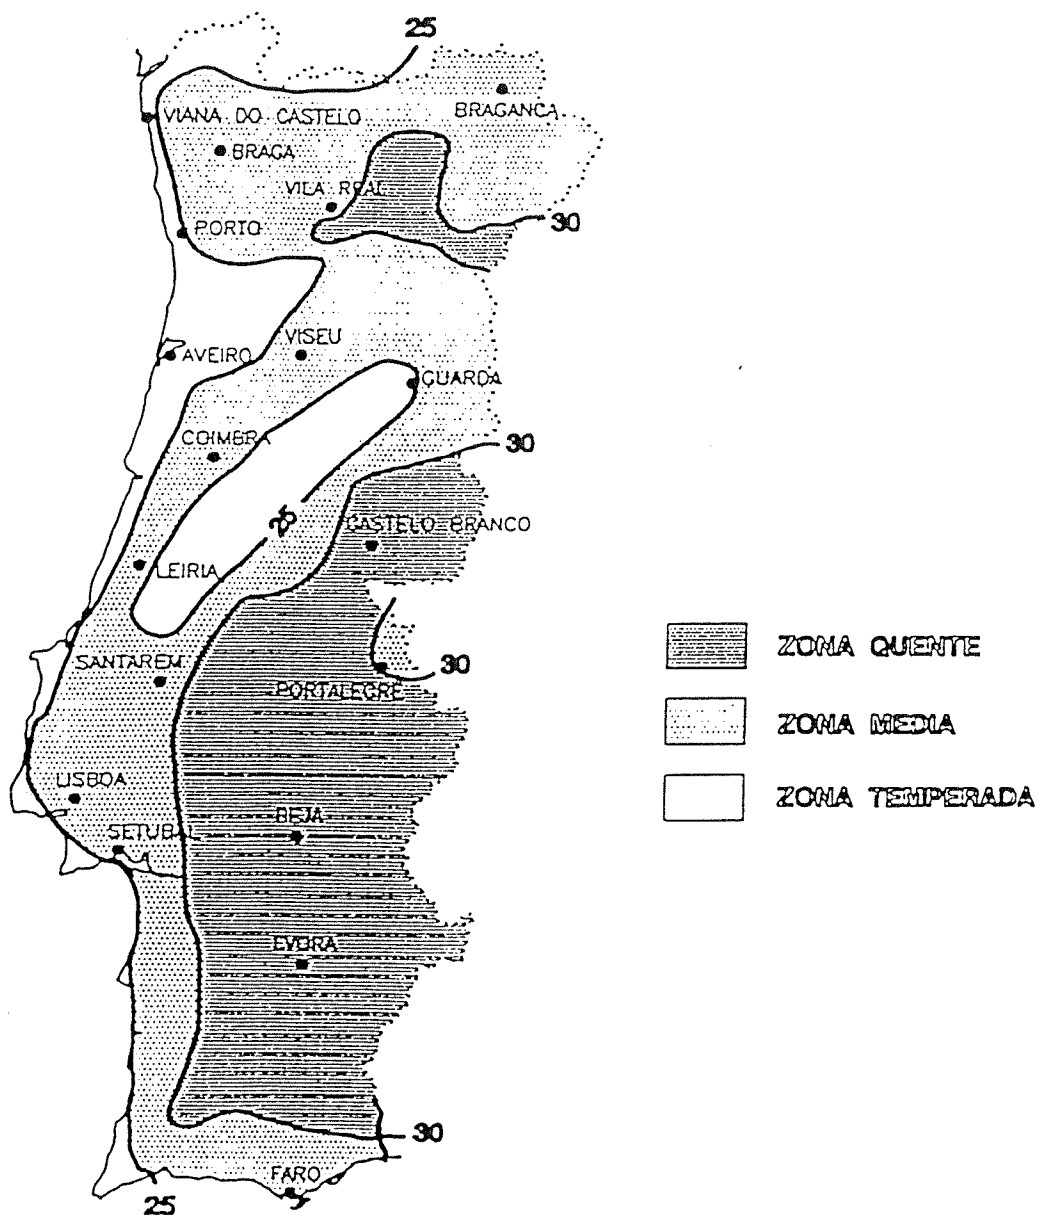 25
BRAGANCA
VIANA DO CASTELO
BRAGA
VILA REAL
30
PORTO
VISEU
AVEIRO
GUARDA
COIMBRA
30
25
CASTELO BRANCO
LEIRIA
ZONA QUENTE
SANTAREM
30
PORTALEGRE
ZONA MEDIA
LISBOA
ZONA TEMPERADA
BEJA
SETUBAL
EVORA
30
FARO
25